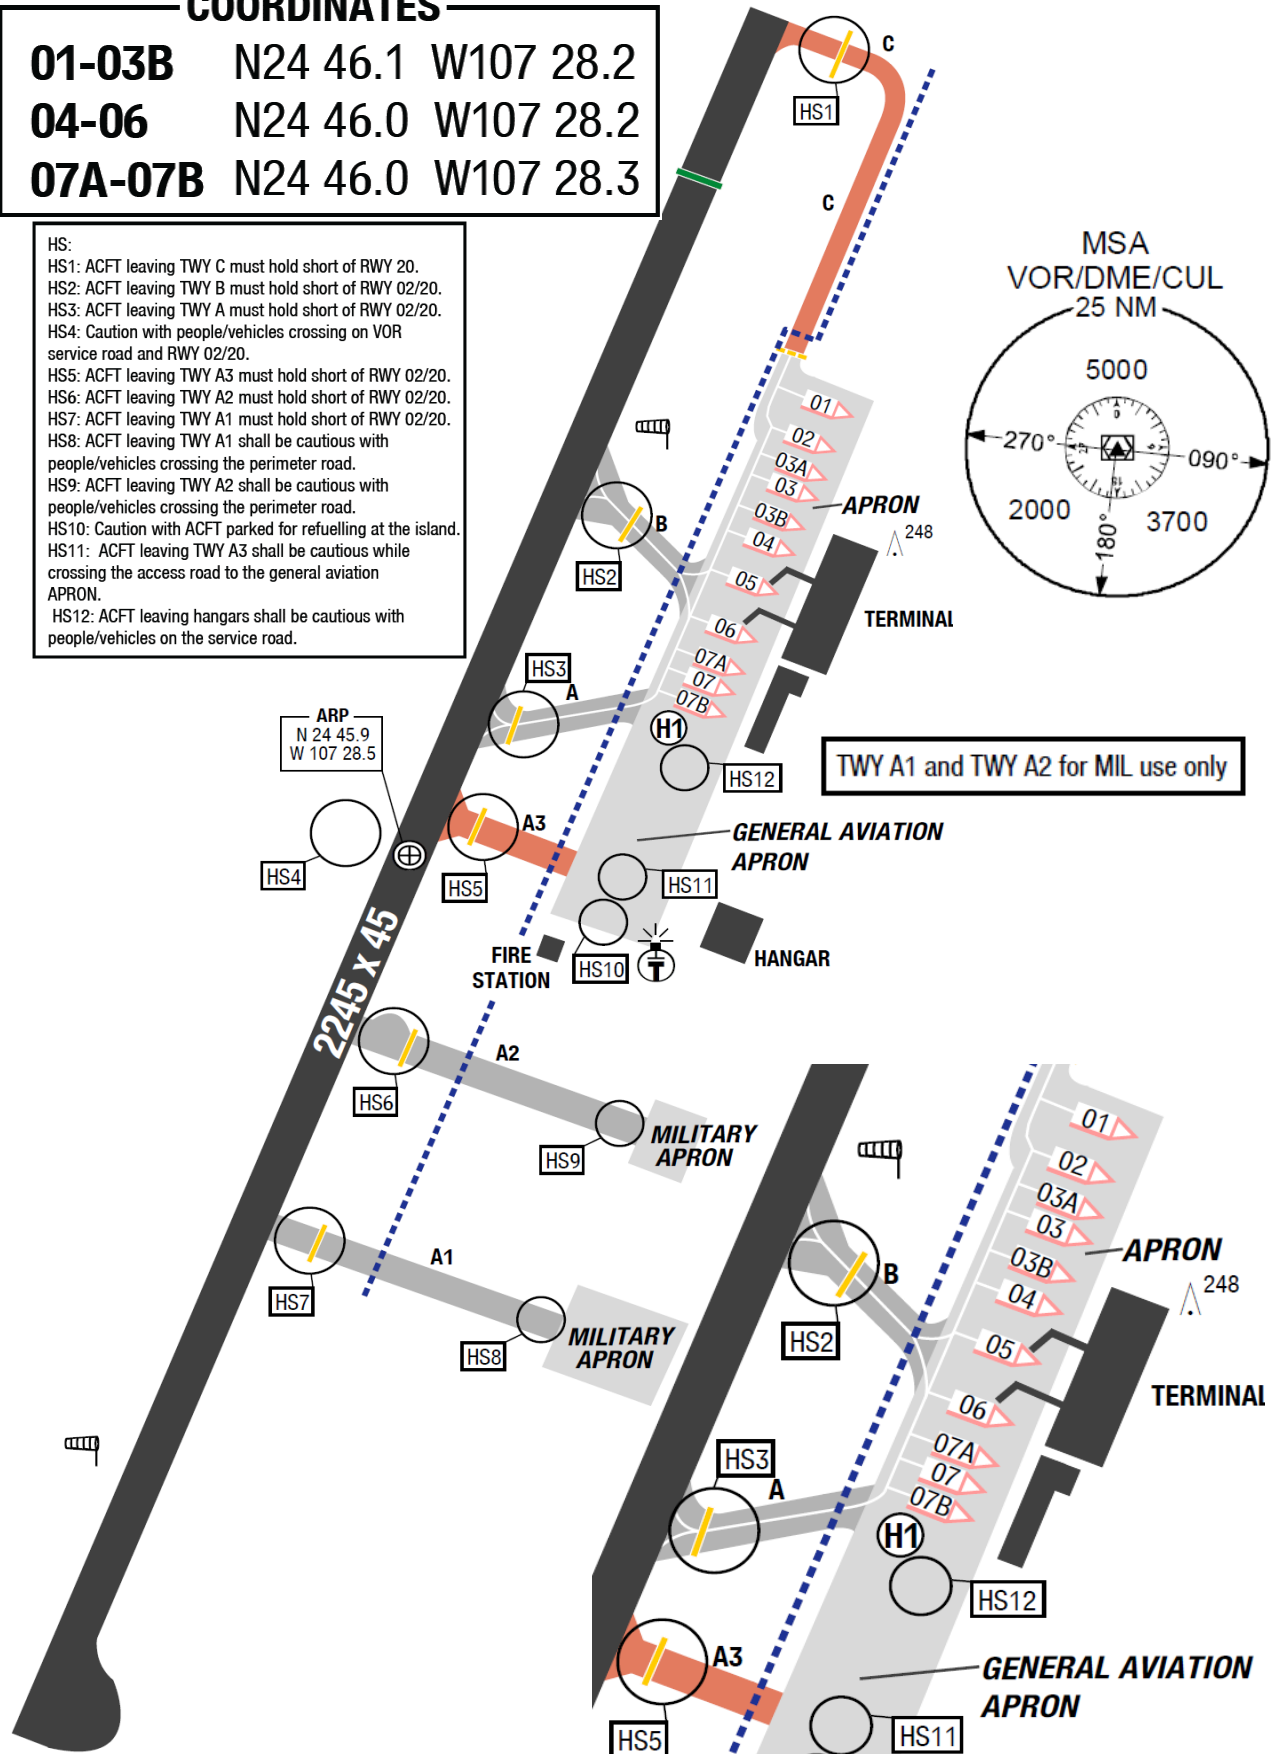 COORDINATES
01-03B N24 46.1 W107 28.2
04-06 N24 46.0 W107 28.2
07A-07B N24 46.0 W107 28.3
HS:
HS1: ACFT leaving TWY C must hold short of RWY 20.
HS2: ACFT leaving TWY B must hold short of RWY 02/20.
HS3: ACFT leaving TWY A must hold short of RWY 02/20.
HS4: Caution with people/vehicles crossing on VOR
service road and RWY 02/20.
HS5: ACFT leaving TWY A3 must hold short of RWY 02/20.
HS6: ACFT leaving TWY A2 must hold short of RWY 02/20.
HS7: ACFT leaving TWY A1 must hold short of RWY 02/20.
HS8: ACFT leaving TWY A1 shall be cautious with
people/vehicles crossing the perimeter road.
HS9: ACFT leaving TWY A2 shall be cautious with
people/vehicles crossing the perimeter road.
HS10: Caution with ACFT parked for refuelling at the island.
HS11: ACFT leaving TWY A3 shall be cautious while
crossing the access road to the general aviation
APRON.
HS12: ACFT leaving hangars shall be cautious with
people/vehicles on the service road.
C
HS1
C
MSA
VOR/DME/CUL
25 NM
5000
0
270°
090°
2000
3700
180°
01
02
03A
03
03B
04
05
06
07A
07
07B
APRON
248
TERMINAL
B
HS2
HS3
A
H1
HS12
ARP
N 24 45.9
W 107 28.5
TWY A1 and TWY A2 for MIL use only
A3
HS4
HS5
GENERAL AVIATION
APRON
HS11
2245 x 45
FIRE
STATION
HS10
T
HANGAR
A2
HS6
HS9
MILITARY
APRON
A1
HS7
HS8
MILITARY
APRON
01
02
03A
03
03B
04
05
06
07A
07
07B
APRON
248
TERMINAL
B
HS2
HS3
A
H1
HS12
A3
HS5
GENERAL AVIATION
APRON
HS11